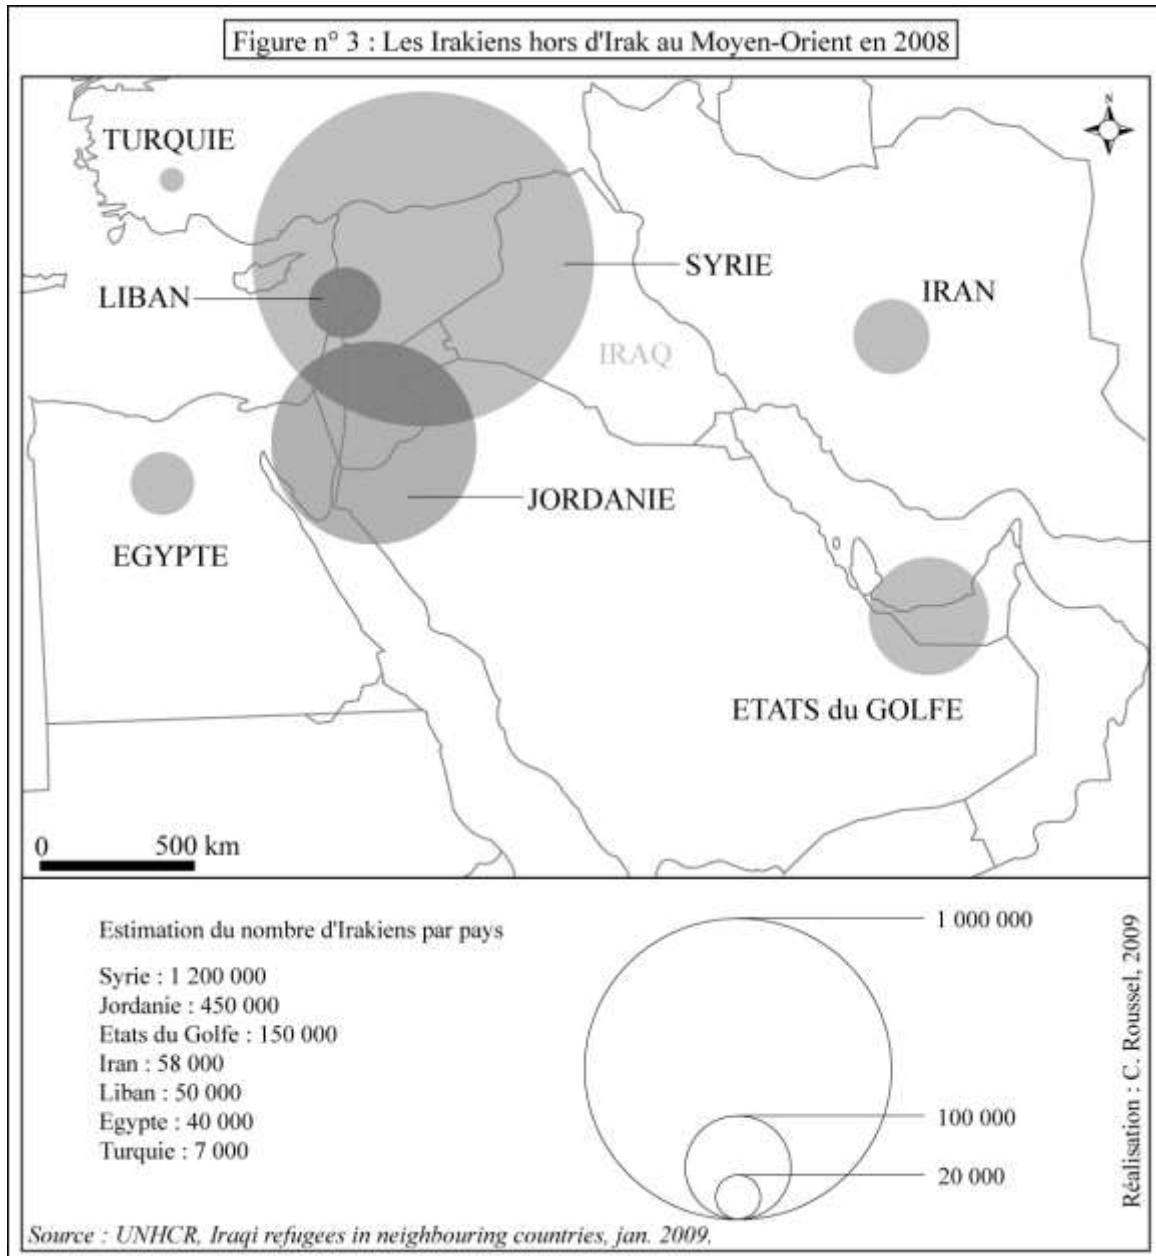 Figure n° 3 : Les Irakiens hors d'Irak au Moyen-Orient en 2008
N
TURQUIE
SYRIE
LIBAN
IRAN
IRAQ
JORDANIE
EGYPTE
ETATS du GOLFE
0 500 km
Estimation du nombre d'Irakiens par pays
Syrie : 1 200 000
Jordanie : 450 000
Etats du Golfe : 150 000
Iran : 58 000
Liban : 50 000
Egypte : 40 000
Turquie : 7 000
1 000 000
100 000
20 000
Réalisation : C. Roussel, 2009
Source : UNHCR, Iraqi refugees in neighbouring countries, jan. 2009.